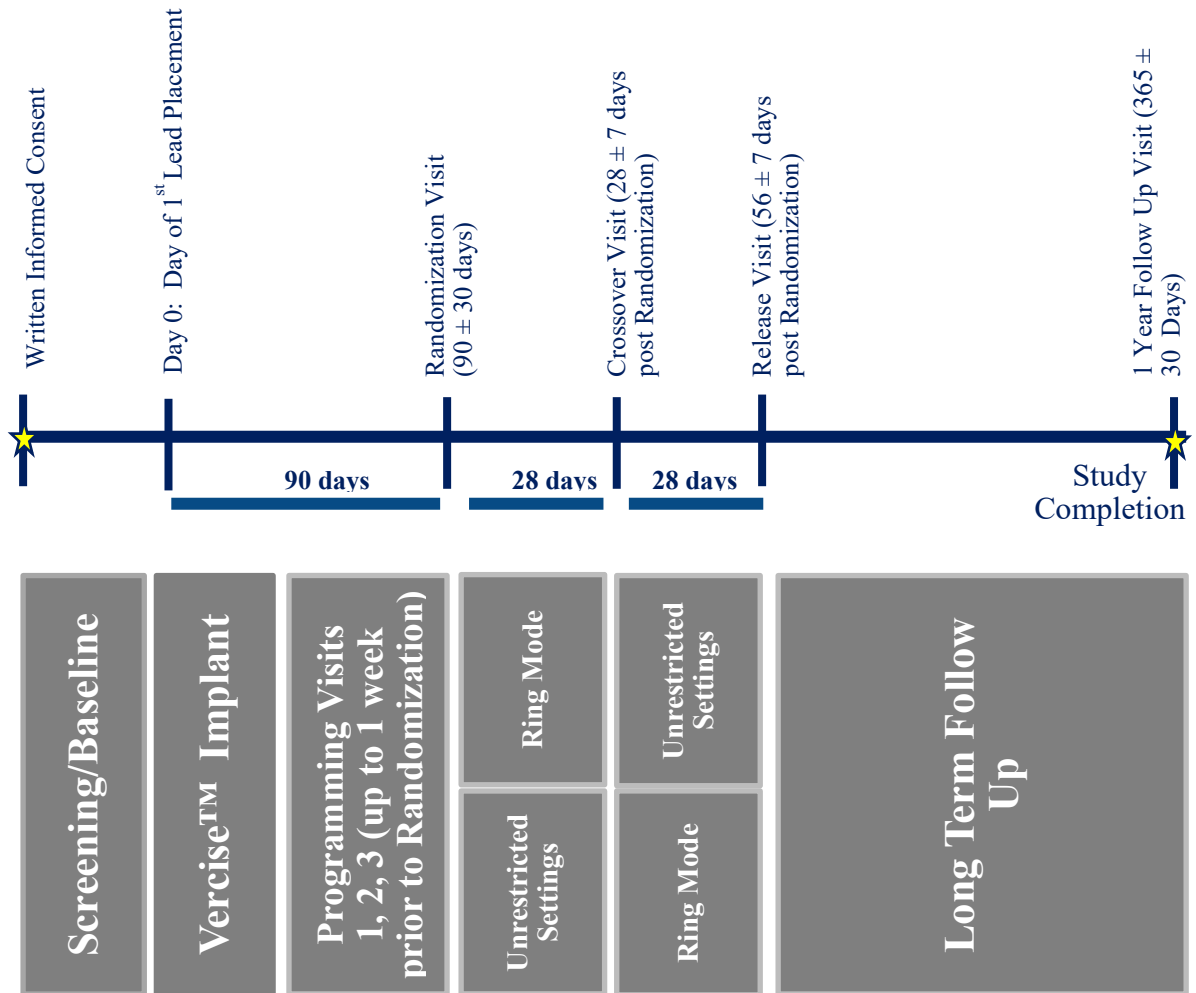 Written Informed Consent
Day 0:  Day of 1st Lead Placement
Randomization Visit
(90 ± 30 days)
Crossover Visit (28 ± 7 days
post Randomization)
Release Visit (56 ± 7 days
post Randomization)
1 Year Follow Up Visit (365 ±
30 Days)
90 days
28 days
28 days
Study
Completion
Screening/Baseline
Vercise™ Implant
Programming Visits
1, 2, 3 (up to 1 week
prior to Randomization)
Ring Mode
Unrestricted
Settings
Unrestricted
Settings
Ring Mode
Long Term Follow
Up